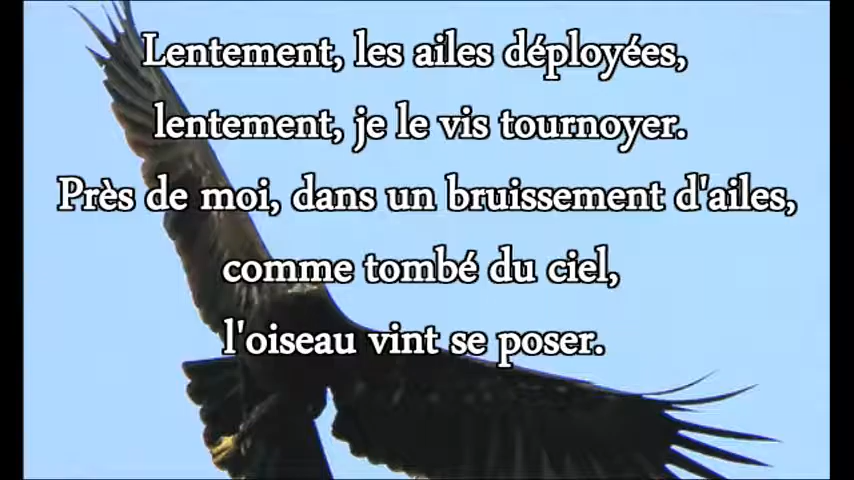 Lentement, les ailes déployées,
lentement, je le vis tournoyer.
Près de moi, dans un bruissement d'ailes,
comme tombé du ciel,
l'oiseau vint se poser.